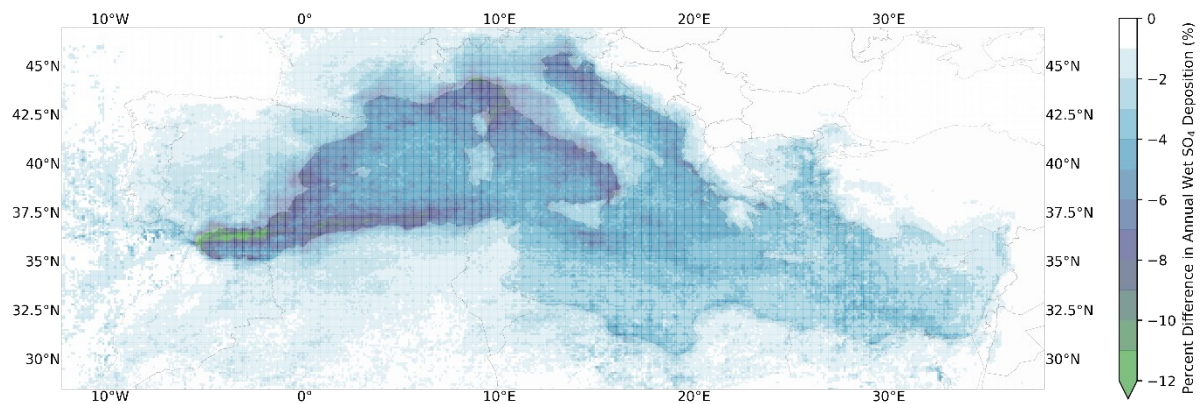 10°W 0° 10°E 20°E 30°E
45°N 45°N
42.5°N 42.5°N
40°N 40°N
37.5°N 37.5°N
35°N 35°N
32.5°N 32.5°N
30°N 30°N
10°W 0° 10°E 20°E 30°E
0
−2
−4
−6
−8
−10
−12
Percent Difference in Annual Wet SO₄ Deposition (%)